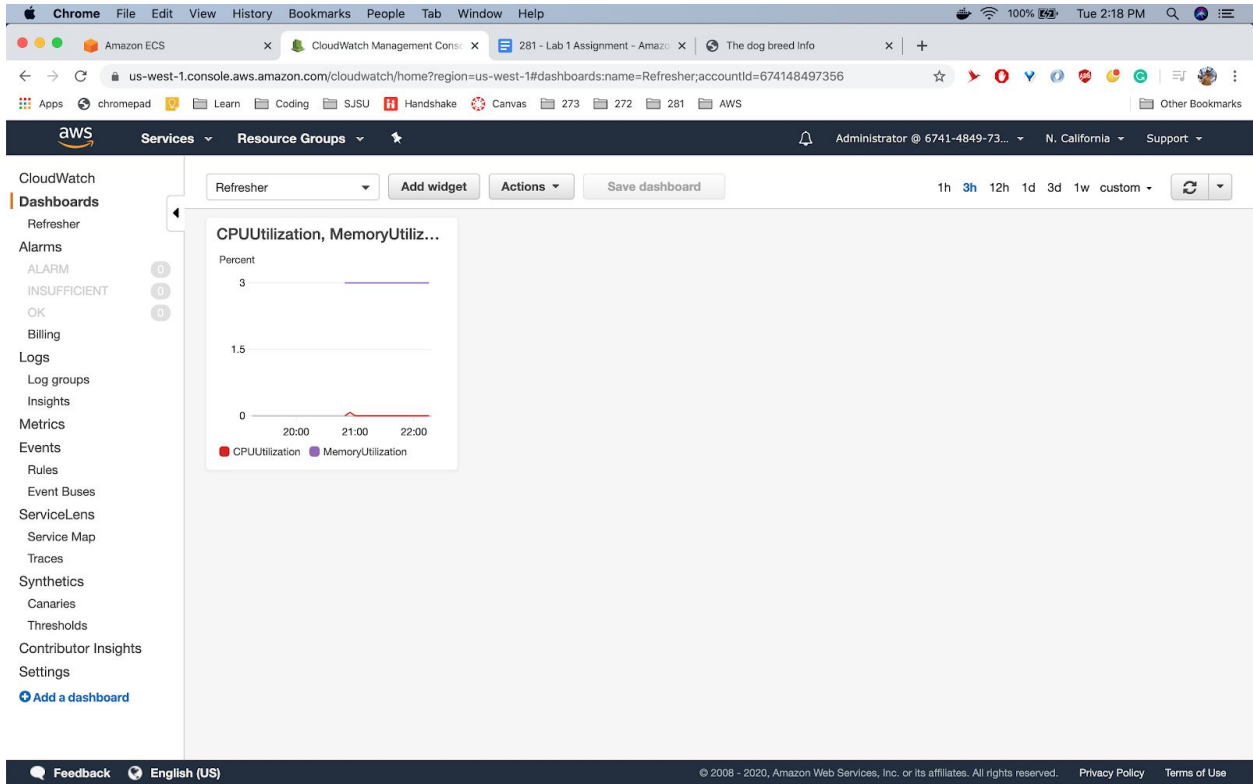 Chrome File Edit View History Bookmarks People Tab Window Help 100% Tue 2:18 PM
Amazon ECS CloudWatch Management Conso 281 - Lab 1 Assignment - Amazo The dog breed Info
us-west-1.console.aws.amazon.com/cloudwatch/home?region=us-west-1#dashboards:name=Refresher;accountId=674148497356
Apps chromepad Learn Coding SJSU Handshake Canvas 273 272 281 AWS Other Bookmarks
aws Services Resource Groups Administrator @ 6741-4849-73... N. California Support
CloudWatch
Dashboards
Refresher
Alarms
ALARM 0
INSUFFICIENT 0
OK 0
Billing
Logs
Log groups
Insights
Metrics
Events
Rules
Event Buses
ServiceLens
Service Map
Traces
Synthetics
Canaries
Thresholds
Contributor Insights
Settings
Add a dashboard
Refresher Add widget Actions Save dashboard 1h 3h 12h 1d 3d 1w custom
CPUUtilization, MemoryUtiliz...
Percent
3
1.5
0
20:00 21:00 22:00
CPUUtilization MemoryUtilization
Feedback English (US) © 2008 - 2020, Amazon Web Services, Inc. or its affiliates. All rights reserved. Privacy Policy Terms of Use